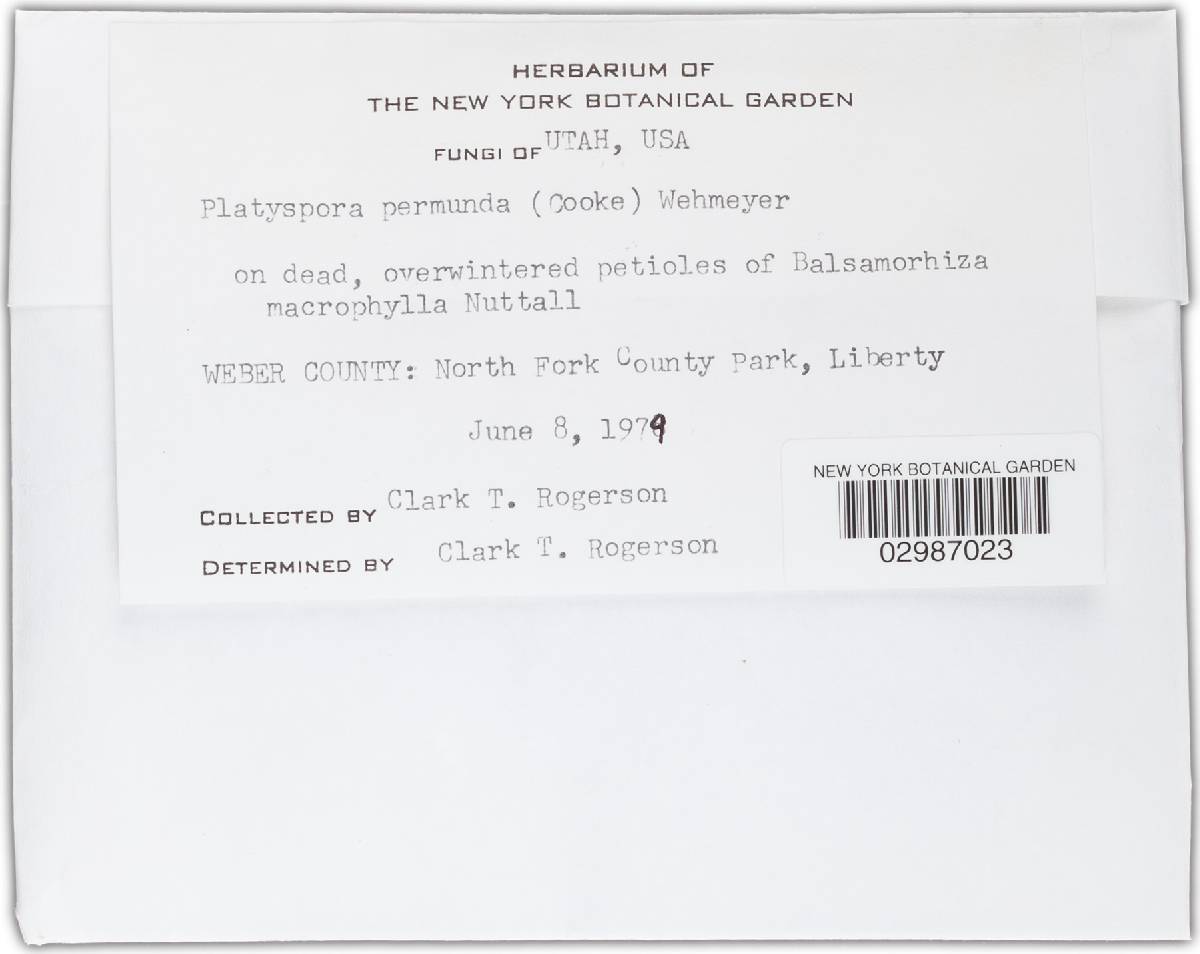 HERBARIUM OF
THE NEW YORK BOTANICAL GARDEN
FUNGI OF UTAH, USA
Platyspora permunda (Cooke) Wehmeyer
on dead, overwintered petioles of Balsamorhiza
macrophylla Nuttall
WEBER COUNTY: North Fork County Park, Liberty
June 8, 1979
COLLECTED BY Clark T. Rogerson
DETERMINED BY Clark T. Rogerson
NEW YORK BOTANICAL GARDEN
02987023